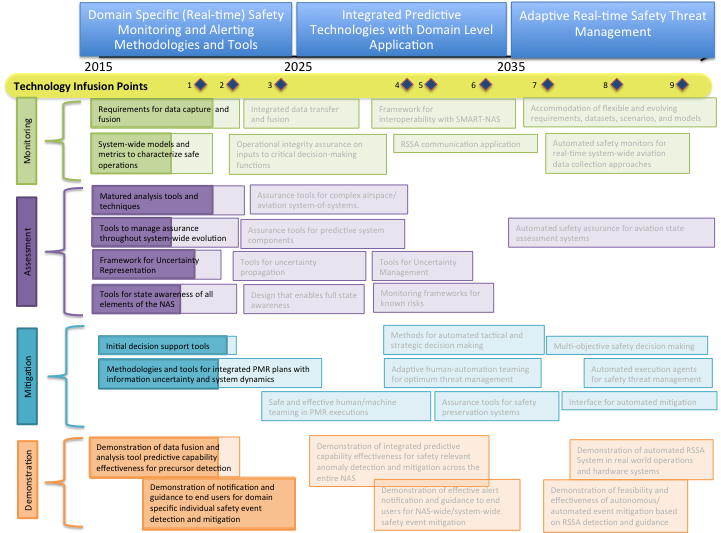 Domain Specific (Real-time) Safety
Monitoring and Alerting
Methodologies and Tools
Integrated Predictive
Technologies with Domain Level
Application
Adaptive Real-time Safety Threat
Management
2015
2025
2035
Technology Infusion Points
1
2
3
4
5
6
7
8
9
Monitoring
Requirements for data capture and
fusion
Integrated data transfer
and fusion
Framework for
interoperability with SMART-NAS
Accommodation of flexible and evolving
requirements, datasets, scenarios, and models
System-wide models and
metrics to characterize safe
operations
Operational integrity assurance on
inputs to critical decision-making
functions
RSSA communication application
Automated safety monitors for
real-time system-wide aviation
data collection approaches
Assessment
Matured analysis tools and
techniques
Assurance tools for complex airspace/
aviation system-of-systems.
Tools to manage assurance
throughout system-wide evolution
Assurance tools for predictive system
components
Automated safety assurance for aviation state
assessment systems
Framework for Uncertainty
Representation
Tools for uncertainty
propagation
Tools for Uncertainty
Management
Tools for state awareness of all
elements of the NAS
Design that enables full state
awareness
Monitoring frameworks for
known risks
Mitigation
Initial decision support tools
Methods for automated tactical and
strategic decision making
Multi-objective safety decision making
Methodologies and tools for integrated PMR plans with
information uncertainty and system dynamics
Adaptive human-automation teaming
for optimum threat management
Automated execution agents
for safety threat management
Safe and effective human/machine
teaming in PMR executions
Assurance tools for safety
preservation systems
Interface for automated mitigation
Demonstration
Demonstration of data fusion and
analysis tool predictive capability
effectiveness for precursor detection
Demonstration of integrated predictive
capability effectiveness for safety relevant
anomaly detection and mitigation across the
entire NAS
Demonstration of automated RSSA
System in real world operations
and hardware systems
Demonstration of notification and
guidance to end users for domain
specific individual safety event
detection and mitigation
Demonstration of effective alert
notification and guidance to end
users for NAS-wide/system-wide
safety event mitigation
Demonstration of feasibility and
effectiveness of autonomous/
automated event mitigation based
on RSSA detection and guidance